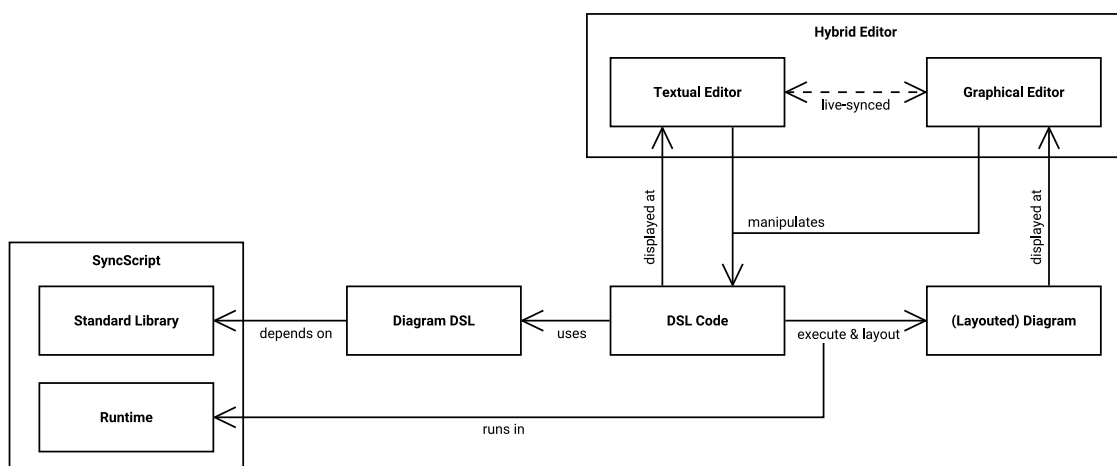 Hybrid Editor
Textual Editor
live-synced
Graphical Editor
displayed at
manipulates
displayed at
SyncScript
Standard Library
depends on
Diagram DSL
uses
DSL Code
execute & layout
(Layouted) Diagram
Runtime
runs in